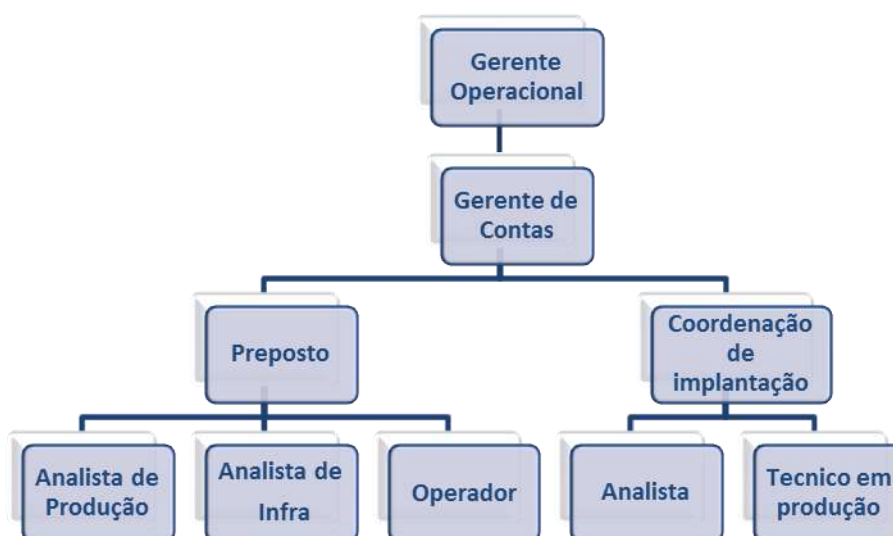 Gerente
Operacional
Gerente de
Contas
Preposto
Coordenação
de
implantação
Analista de
Produção
Analista de
Infra
Operador
Analista
Tecnico em
produção